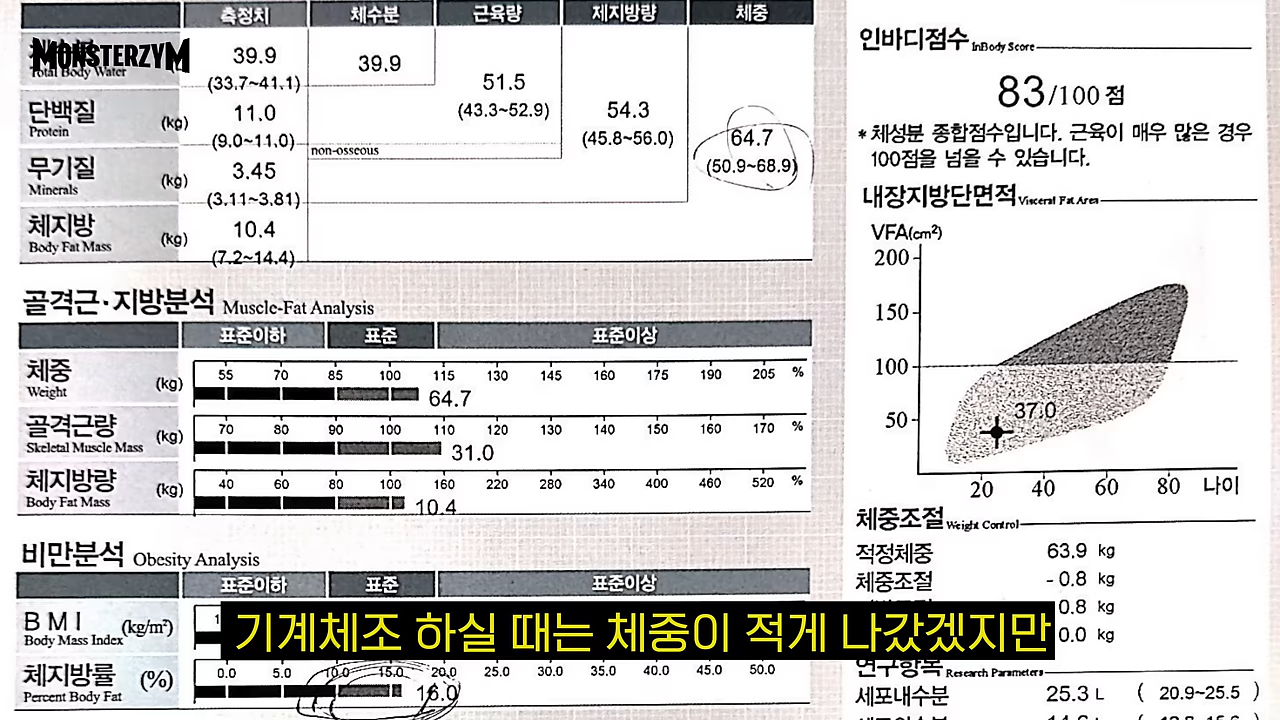 측정치 체수분 근육량 제지방량 체중
MONSTERZYM
Total Body Water 39.9 (33.7~41.1) 39.9
51.5 (43.3~52.9)
54.3 (45.8~56.0)
64.7 (50.9~68.9)
단백질 Protein (kg) 11.0 (9.0~11.0)
non-osseous
무기질 Minerals (kg) 3.45 (3.11~3.81)
체지방 Body Fat Mass (kg) 10.4 (7.2~14.4)
골격근·지방분석 Muscle-Fat Analysis
표준이하 표준 표준이상
체중 Weight (kg) 55 70 85 100 115 130 145 160 175 190 205 %
64.7
골격근량 Skeletal Muscle Mass (kg) 70 80 90 100 110 120 130 140 150 160 170 %
31.0
체지방량 Body Fat Mass (kg) 40 60 80 100 160 220 280 340 400 460 520 %
10.4
비만분석 Obesity Analysis
표준이하 표준 표준이상
BMI Body Mass Index (kg/m²)
체지방률 Percent Body Fat (%) 0.0 5.0 10.0 15.0 20.0 25.0 30.0 35.0 40.0 45.0 50.0
16.0
인바디점수 InBody Score
83/100 점
* 체성분 종합점수입니다. 근육이 매우 많은 경우
100점을 넘을 수 있습니다.
내장지방단면적 Visceral Fat Area
VFA(cm²)
200
150
100
50
37.0
20 40 60 80 나이
체중조절 Weight Control
적정체중 63.9 kg
체중조절 - 0.8 kg
0.8 kg
0.0 kg
연구항목 Research Parameters
세포내수분 25.3 L ( 20.9~25.5 )
기계체조 하실 때는 체중이 적게 나갔겠지만